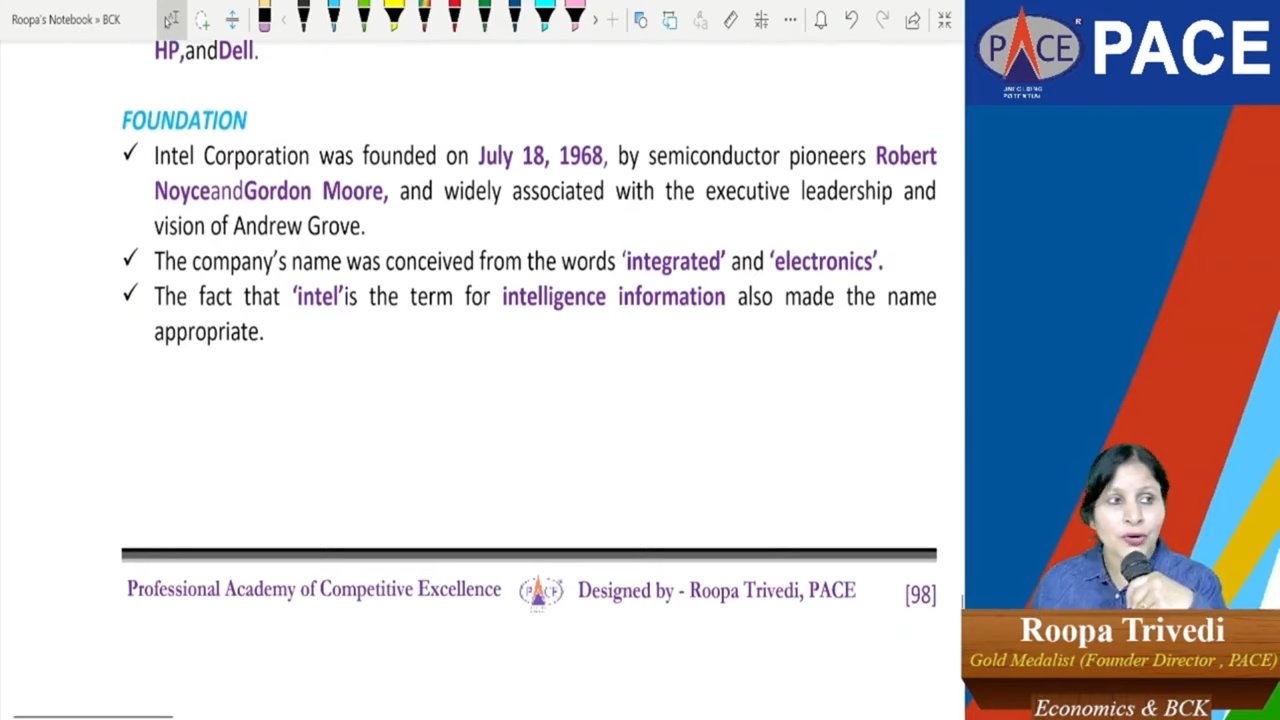 Roopa's Notebook » BCK
HP,andDell.
PACE
UNFOLDING
POTENTIAL
PACE
FOUNDATION
✓ Intel Corporation was founded on July 18, 1968, by semiconductor pioneers Robert
NoyceandGordon Moore, and widely associated with the executive leadership and
vision of Andrew Grove.
✓ The company's name was conceived from the words 'integrated' and 'electronics'.
✓ The fact that 'intel'is the term for intelligence information also made the name
appropriate.
Professional Academy of Competitive Excellence PACE Designed by - Roopa Trivedi, PACE [98]
Roopa Trivedi
Gold Medalist (Founder Director , PACE)
Economics & BCK